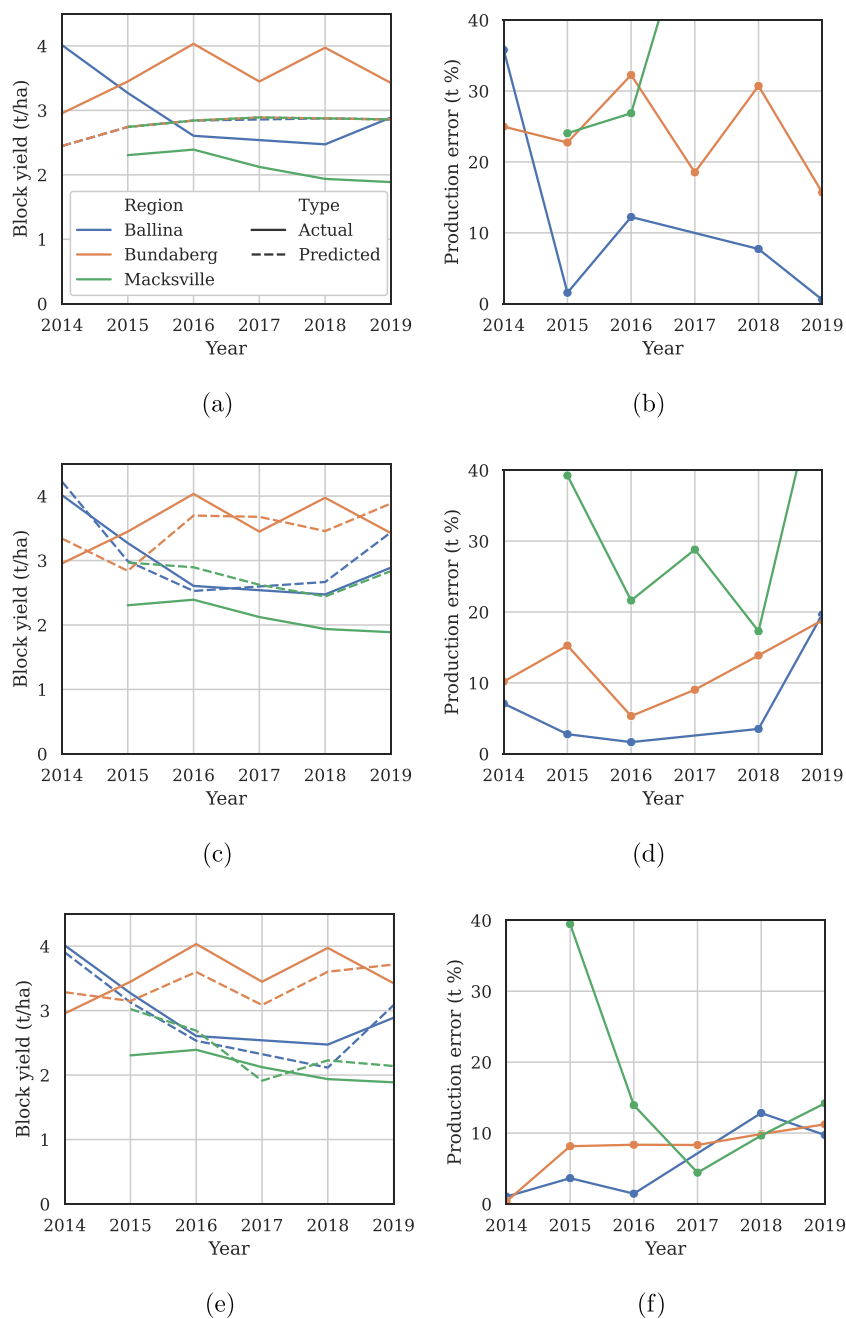 Block yield (t/ha)
4
3
2
1
0
Region
Ballina
Bundaberg
Macksville
Type
Actual
Predicted
2014 2015 2016 2017 2018 2019
Year
(a)
Production error (t %)
40
30
20
10
0
2014 2015 2016 2017 2018 2019
Year
(b)
Block yield (t/ha)
4
3
2
1
0
2014 2015 2016 2017 2018 2019
Year
(c)
Production error (t %)
40
30
20
10
0
2014 2015 2016 2017 2018 2019
Year
(d)
Block yield (t/ha)
4
3
2
1
0
2014 2015 2016 2017 2018 2019
Year
(e)
Production error (t %)
40
30
20
10
0
2014 2015 2016 2017 2018 2019
Year
(f)